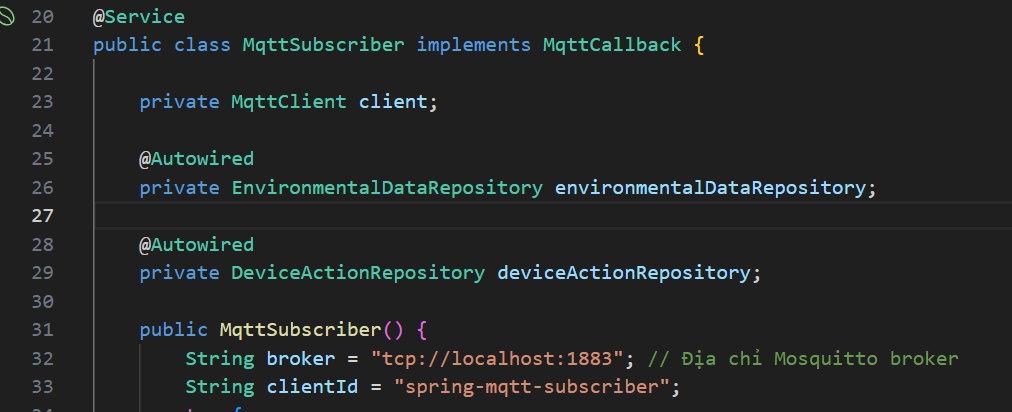 20 @Service
21 public class MqttSubscriber implements MqttCallback {
22
23 private MqttClient client;
24
25 @Autowired
26 private EnvironmentalDataRepository environmentalDataRepository;
27
28 @Autowired
29 private DeviceActionRepository deviceActionRepository;
30
31 public MqttSubscriber() {
32 String broker = "tcp://localhost:1883"; // Địa chỉ Mosquitto broker
33 String clientId = "spring-mqtt-subscriber";